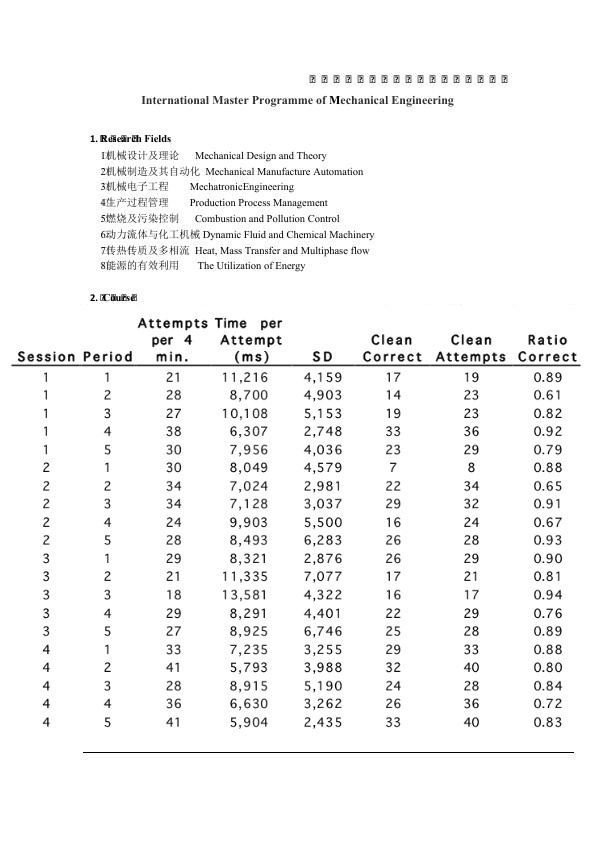 International Master Programme of Mechanical Engineering
1. Research Fields
1机械设计及理论 Mechanical Design and Theory
2机械制造及其自动化 Mechanical Manufacture Automation
3机械电子工程 MechatronicEngineering
4生产过程管理 Production Process Management
5燃烧及污染控制 Combustion and Pollution Control
6动力流体与化工机械 Dynamic Fluid and Chemical Machinery
7传热传质及多相流 Heat, Mass Transfer and Multiphase flow
8能源的有效利用 The Utilization of Energy
2. Course
Attempts Time per
per 4 Attempt Clean Clean Ratio
Session Period min. (ms) SD Correct Attempts Correct
1 1 21 11,216 4,159 17 19 0.89
1 2 28 8,700 4,903 14 23 0.61
1 3 27 10,108 5,153 19 23 0.82
1 4 38 6,307 2,748 33 36 0.92
1 5 30 7,956 4,036 23 29 0.79
2 1 30 8,049 4,579 7 8 0.88
2 2 34 7,024 2,981 22 34 0.65
2 3 34 7,128 3,037 29 32 0.91
2 4 24 9,903 5,500 16 24 0.67
2 5 28 8,493 6,283 26 28 0.93
3 1 29 8,321 2,876 26 29 0.90
3 2 21 11,335 7,077 17 21 0.81
3 3 18 13,581 4,322 16 17 0.94
3 4 29 8,291 4,401 22 29 0.76
3 5 27 8,925 6,746 25 28 0.89
4 1 33 7,235 3,255 29 33 0.88
4 2 41 5,793 3,988 32 40 0.80
4 3 28 8,915 5,190 24 28 0.84
4 4 36 6,630 3,262 26 36 0.72
4 5 41 5,904 2,435 33 40 0.83